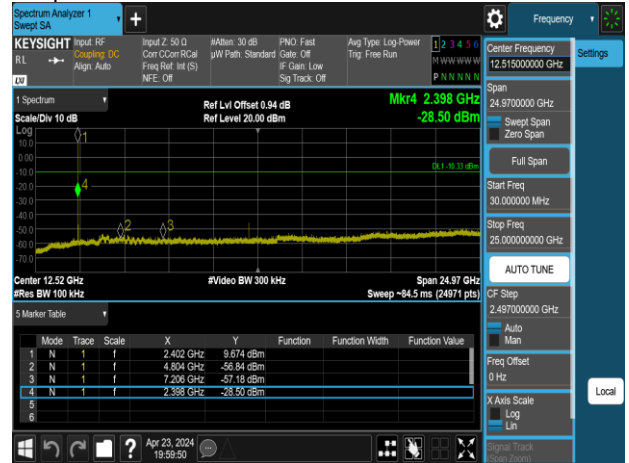 Spectrum Analyzer 1
Swept SA
+
Frequency
KEYSIGHT
RL
LXI
Input: RF
Coupling: DC
Align: Auto
Input Z: 50 Ω
Corr CCorr RCal
Freq Ref: Int (S)
NFE: Off
#Atten: 30 dB
µW Path: Standard
PNO: Fast
Gate: Off
IF Gain: Low
Sig Track: Off
Avg Type: Log-Power
Trig: Free Run
1 2 3 4 5 6
M W W W W W
P N N N N N
1 Spectrum
Scale/Div 10 dB
Ref Lvl Offset 0.94 dB
Ref Level 20.00 dBm
Mkr4 2.398 GHz
-28.50 dBm
Log
10.0
0.00
-10.0
-20.0
-30.0
-40.0
-50.0
-60.0
-70.0
1
4
2
3
DL1 -10.33 dBm
Center 12.52 GHz
#Res BW 100 kHz
#Video BW 300 kHz
Span 24.97 GHz
Sweep ~84.5 ms (24971 pts)
5 Marker Table
Mode Trace Scale X Y Function Function Width Function Value
1 N 1 f 2.402 GHz 9.674 dBm
2 N 1 f 4.804 GHz -56.84 dBm
3 N 1 f 7.206 GHz -57.18 dBm
4 N 1 f 2.398 GHz -28.50 dBm
5
6
?
Apr 23, 2024
19:59:50
Settings
Center Frequency
12.515000000 GHz
Span
24.9700000 GHz
Swept Span
Zero Span
Full Span
Start Freq
30.000000 MHz
Stop Freq
25.000000000 GHz
AUTO TUNE
CF Step
2.497000000 GHz
Auto
Man
Freq Offset
0 Hz
X Axis Scale
Log
Lin
Signal Track
(Span Zoom)
Local